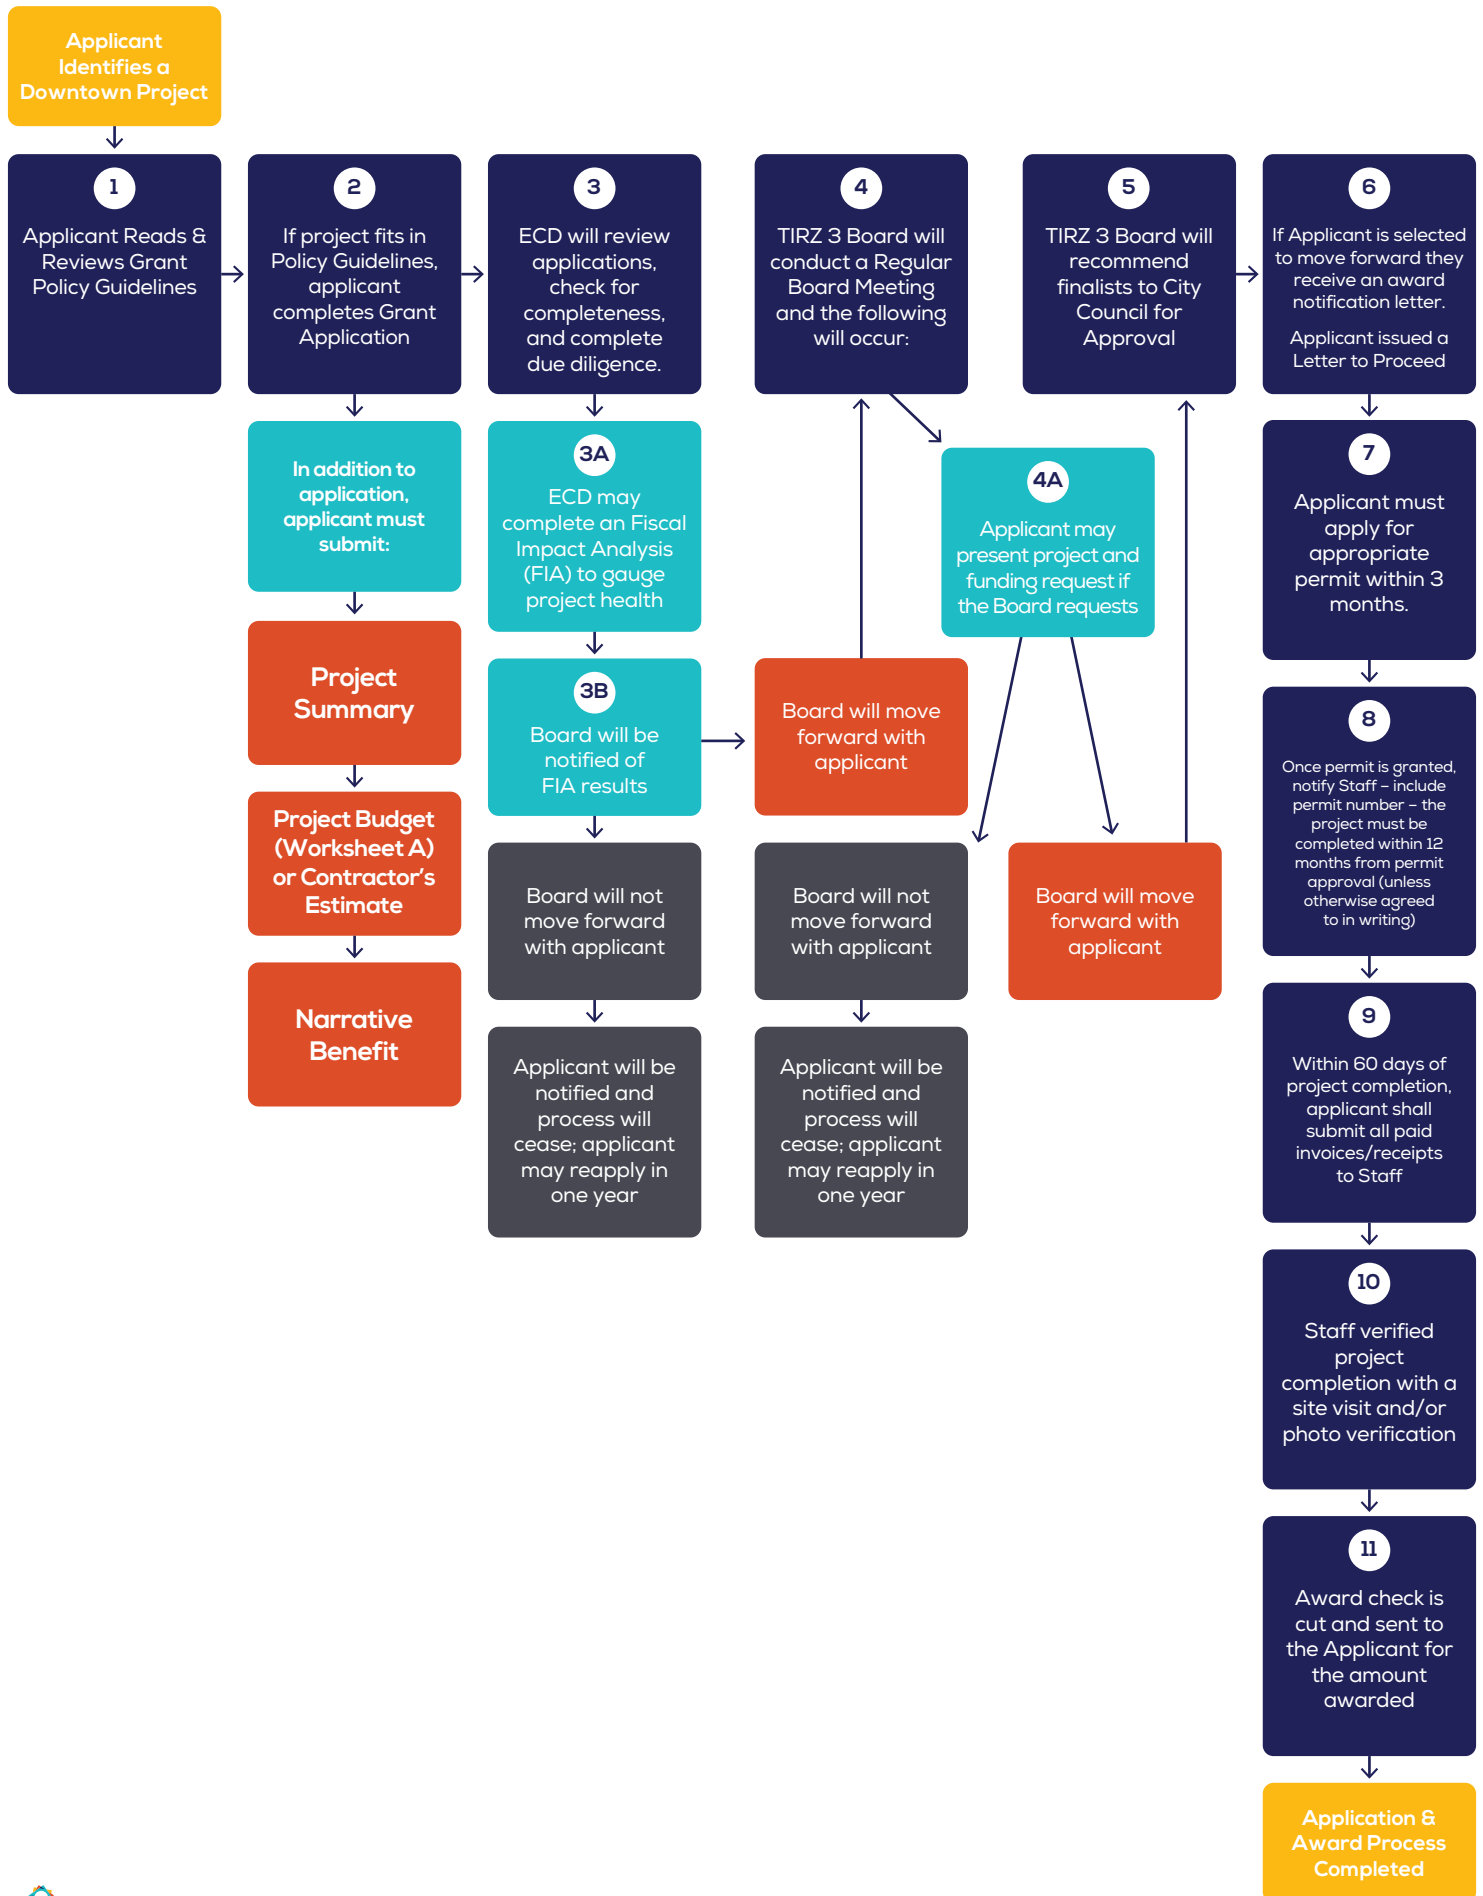 Applicant
Identifies a
Downtown Project
1
Applicant Reads &
Reviews Grant
Policy Guidelines
2
If project fits in
Policy Guidelines,
applicant
completes Grant
Application
In addition to
application,
applicant must
submit:
Project
Summary
Project Budget
(Worksheet A)
or Contractor's
Estimate
Narrative
Benefit
3
ECD will review
applications,
check for
completeness,
and complete
due diligence.
3A
ECD may
complete an Fiscal
Impact Analysis
(FIA) to gauge
project health
3B
Board will be
notified of
FIA results
Board will not
move forward
with applicant
Applicant will be
notified and
process will
cease; applicant
may reapply in
one year
Board will move
forward with
applicant
4
TIRZ 3 Board will
conduct a Regular
Board Meeting
and the following
will occur:
4A
Applicant may
present project and
funding request if
the Board requests
Board will not
move forward
with applicant
Applicant will be
notified and
process will
cease; applicant
may reapply in
one year
Board will move
forward with
applicant
5
TIRZ 3 Board will
recommend
finalists to City
Council for
Approval
6
If Applicant is selected
to move forward they
receive an award
notification letter.
Applicant issued a
Letter to Proceed
7
Applicant must
apply for
appropriate
permit within 3
months.
8
Once permit is granted,
notify Staff – include
permit number – the
project must be
completed within 12
months from permit
approval (unless
otherwise agreed
to in writing)
9
Within 60 days of
project completion,
applicant shall
submit all paid
invoices/receipts
to Staff
10
Staff verified
project
completion with a
site visit and/or
photo verification
11
Award check is
cut and sent to
the Applicant for
the amount
awarded
Application &
Award Process
Completed